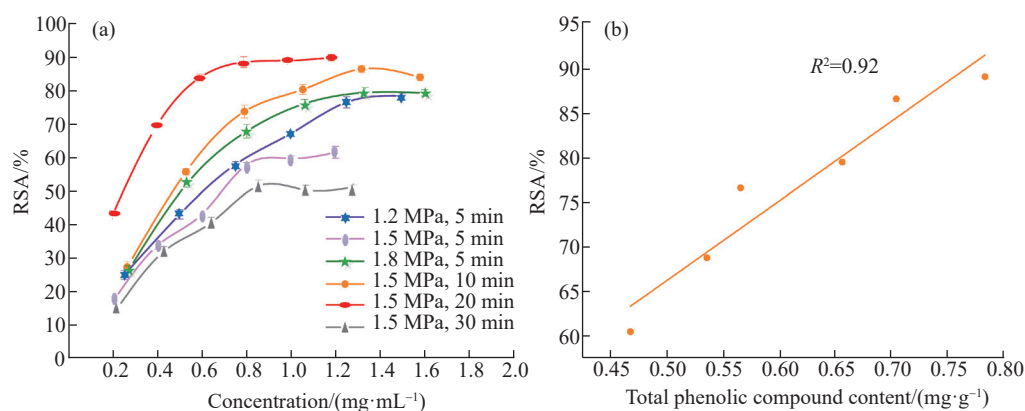 (a)
RSA/%
100
90
80
70
60
50
40
30
20
10
0
1.2 MPa, 5 min
1.5 MPa, 5 min
1.8 MPa, 5 min
1.5 MPa, 10 min
1.5 MPa, 20 min
1.5 MPa, 30 min
0.2 0.4 0.6 0.8 1.0 1.2 1.4 1.6 1.8 2.0
Concentration/(mg·mL⁻¹)
(b)
RSA/%
95
90
85
80
75
70
65
60
R²=0.92
0.45 0.50 0.55 0.60 0.65 0.70 0.75 0.80
Total phenolic compound content/(mg·g⁻¹)